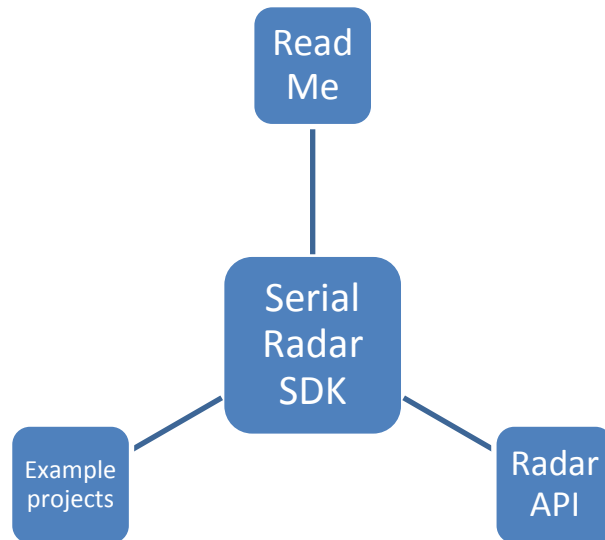 Read
Me
Serial
Radar
SDK
Example
projects
Radar
API